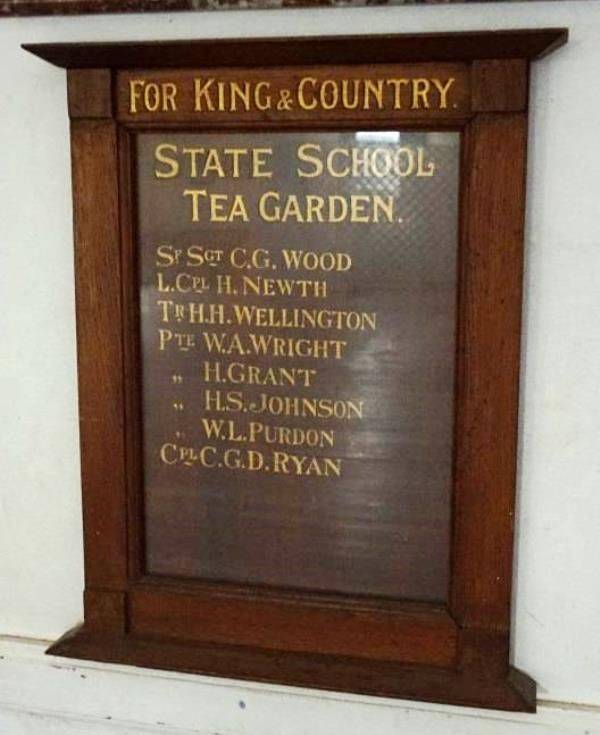 FOR KING & COUNTRY.
STATE SCHOOL
TEA GARDEN.
SF SGT C.G. WOOD
L.CPL H. NEWTH
TR H.H. WELLINGTON
PTE W.A. WRIGHT
„ H. GRANT
„ H.S. JOHNSON
„ W.L. PURDON
CPL C.G.D. RYAN